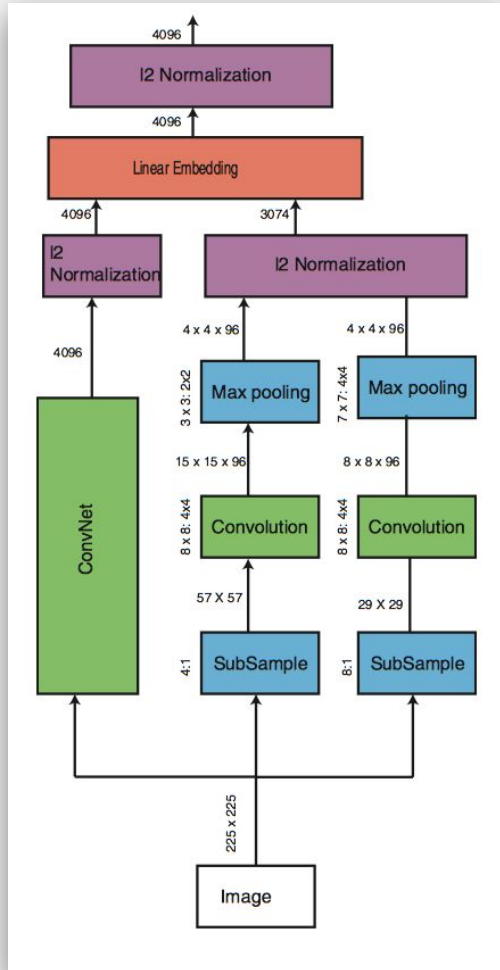 4096
l2 Normalization
4096
Linear Embedding
4096
3074
l2
Normalization
l2 Normalization
4096
4 x 4 x 96
4 x 4 x 96
3 x 3: 2x2
Max pooling
7 x 7: 4x4
Max pooling
15 x 15 x 96
8 x 8 x 96
ConvNet
8 x 8: 4x4
Convolution
8 x 8: 4x4
Convolution
57 X 57
29 X 29
4:1
SubSample
8:1
SubSample
225 x 225
Image